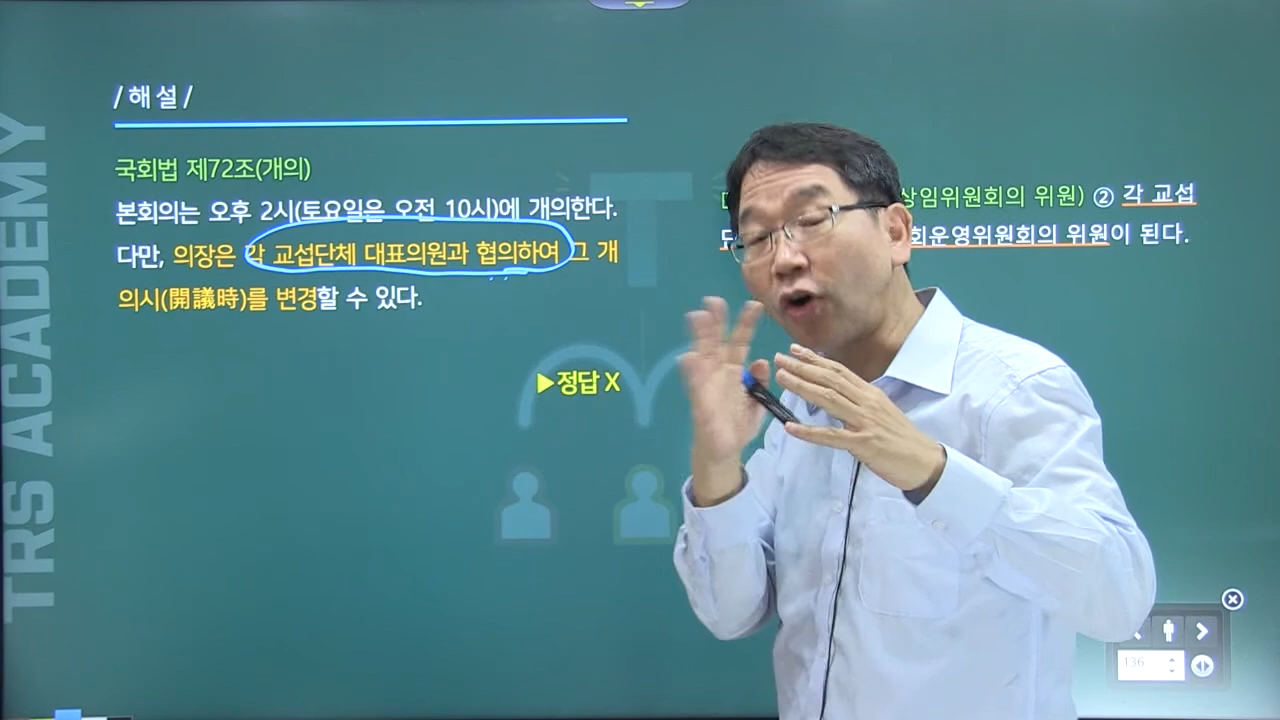 / 해 설 /
국회법 제72조(개의)
본회의는 오후 2시(토요일은 오전 10시)에 개의한다.
다만, 의장은 각 교섭단체 대표의원과 협의하여 그 개
의시(開議時)를 변경할 수 있다.
▶정답 X
상임위원회의 위원) ② 각 교섭
회운영위원회의 위원이 된다.
TRS ACADEMY
136